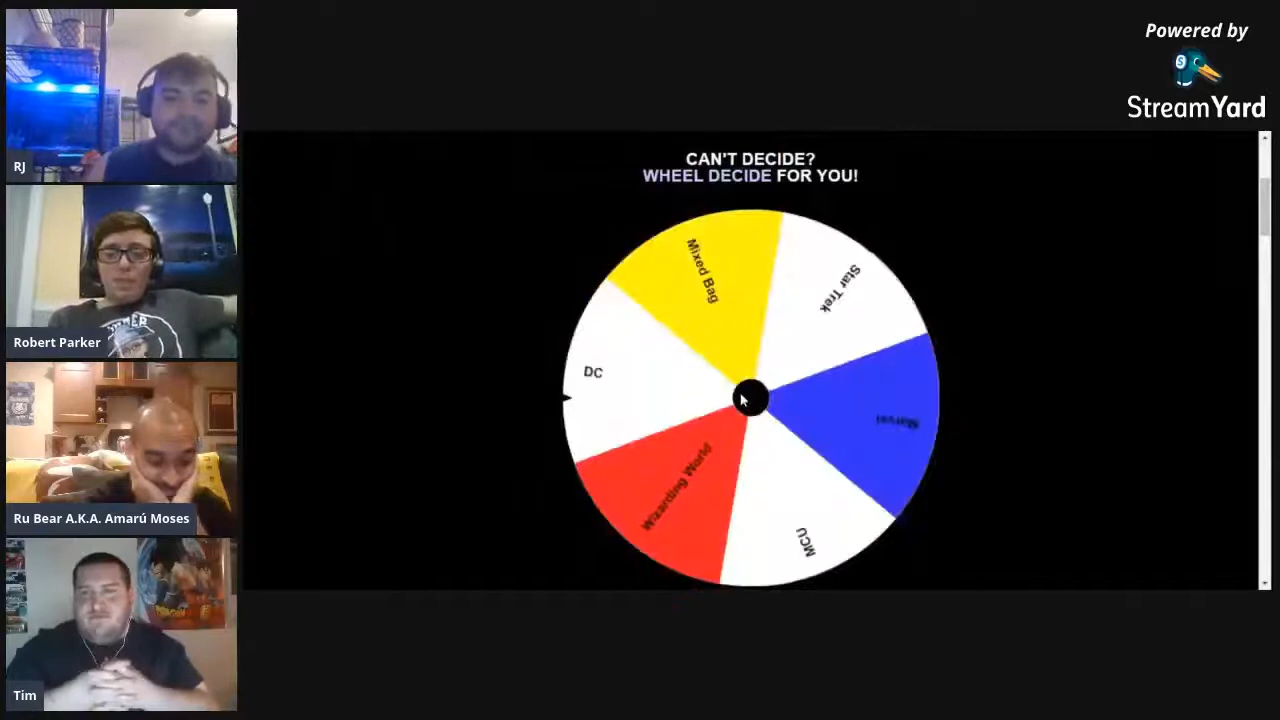 RJ
Robert Parker
Ru Bear A.K.A. Amarú Moses
Tim
Powered by
StreamYard
CAN'T DECIDE?
WHEEL DECIDE FOR YOU!
Mixed Bag
Star Trek
DC
Marvel
Wizarding World
MCU